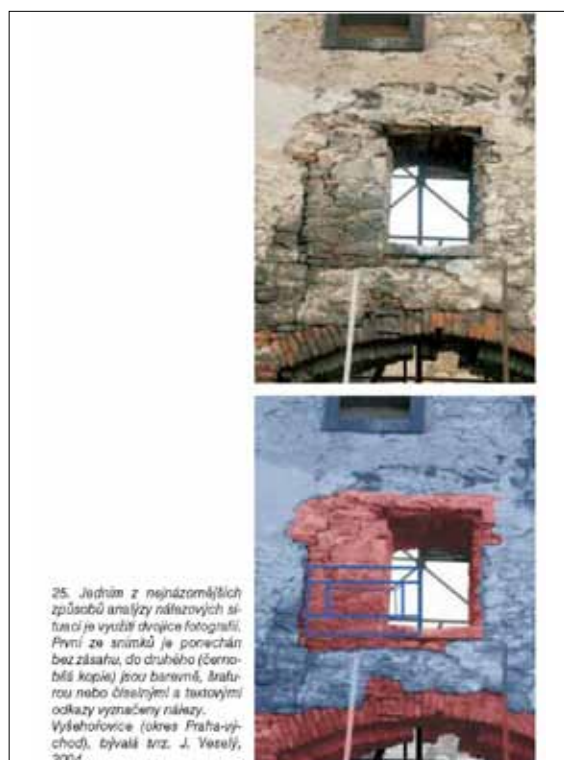 25. Jedním z nejnázornějších
způsobů analýzy nálezových si-
tuací je využití dvojice fotografií.
První ze snímků je ponechán
bez zásahu, do druhého (černo-
bílá kopie) jsou barevně, šrafu-
rou nebo číselnými a textovými
odkazy vyznačeny nálezy.
Vyšehořovice (okres Praha-vý-
chod), bývalá tvrz. J. Veselý,
2004.